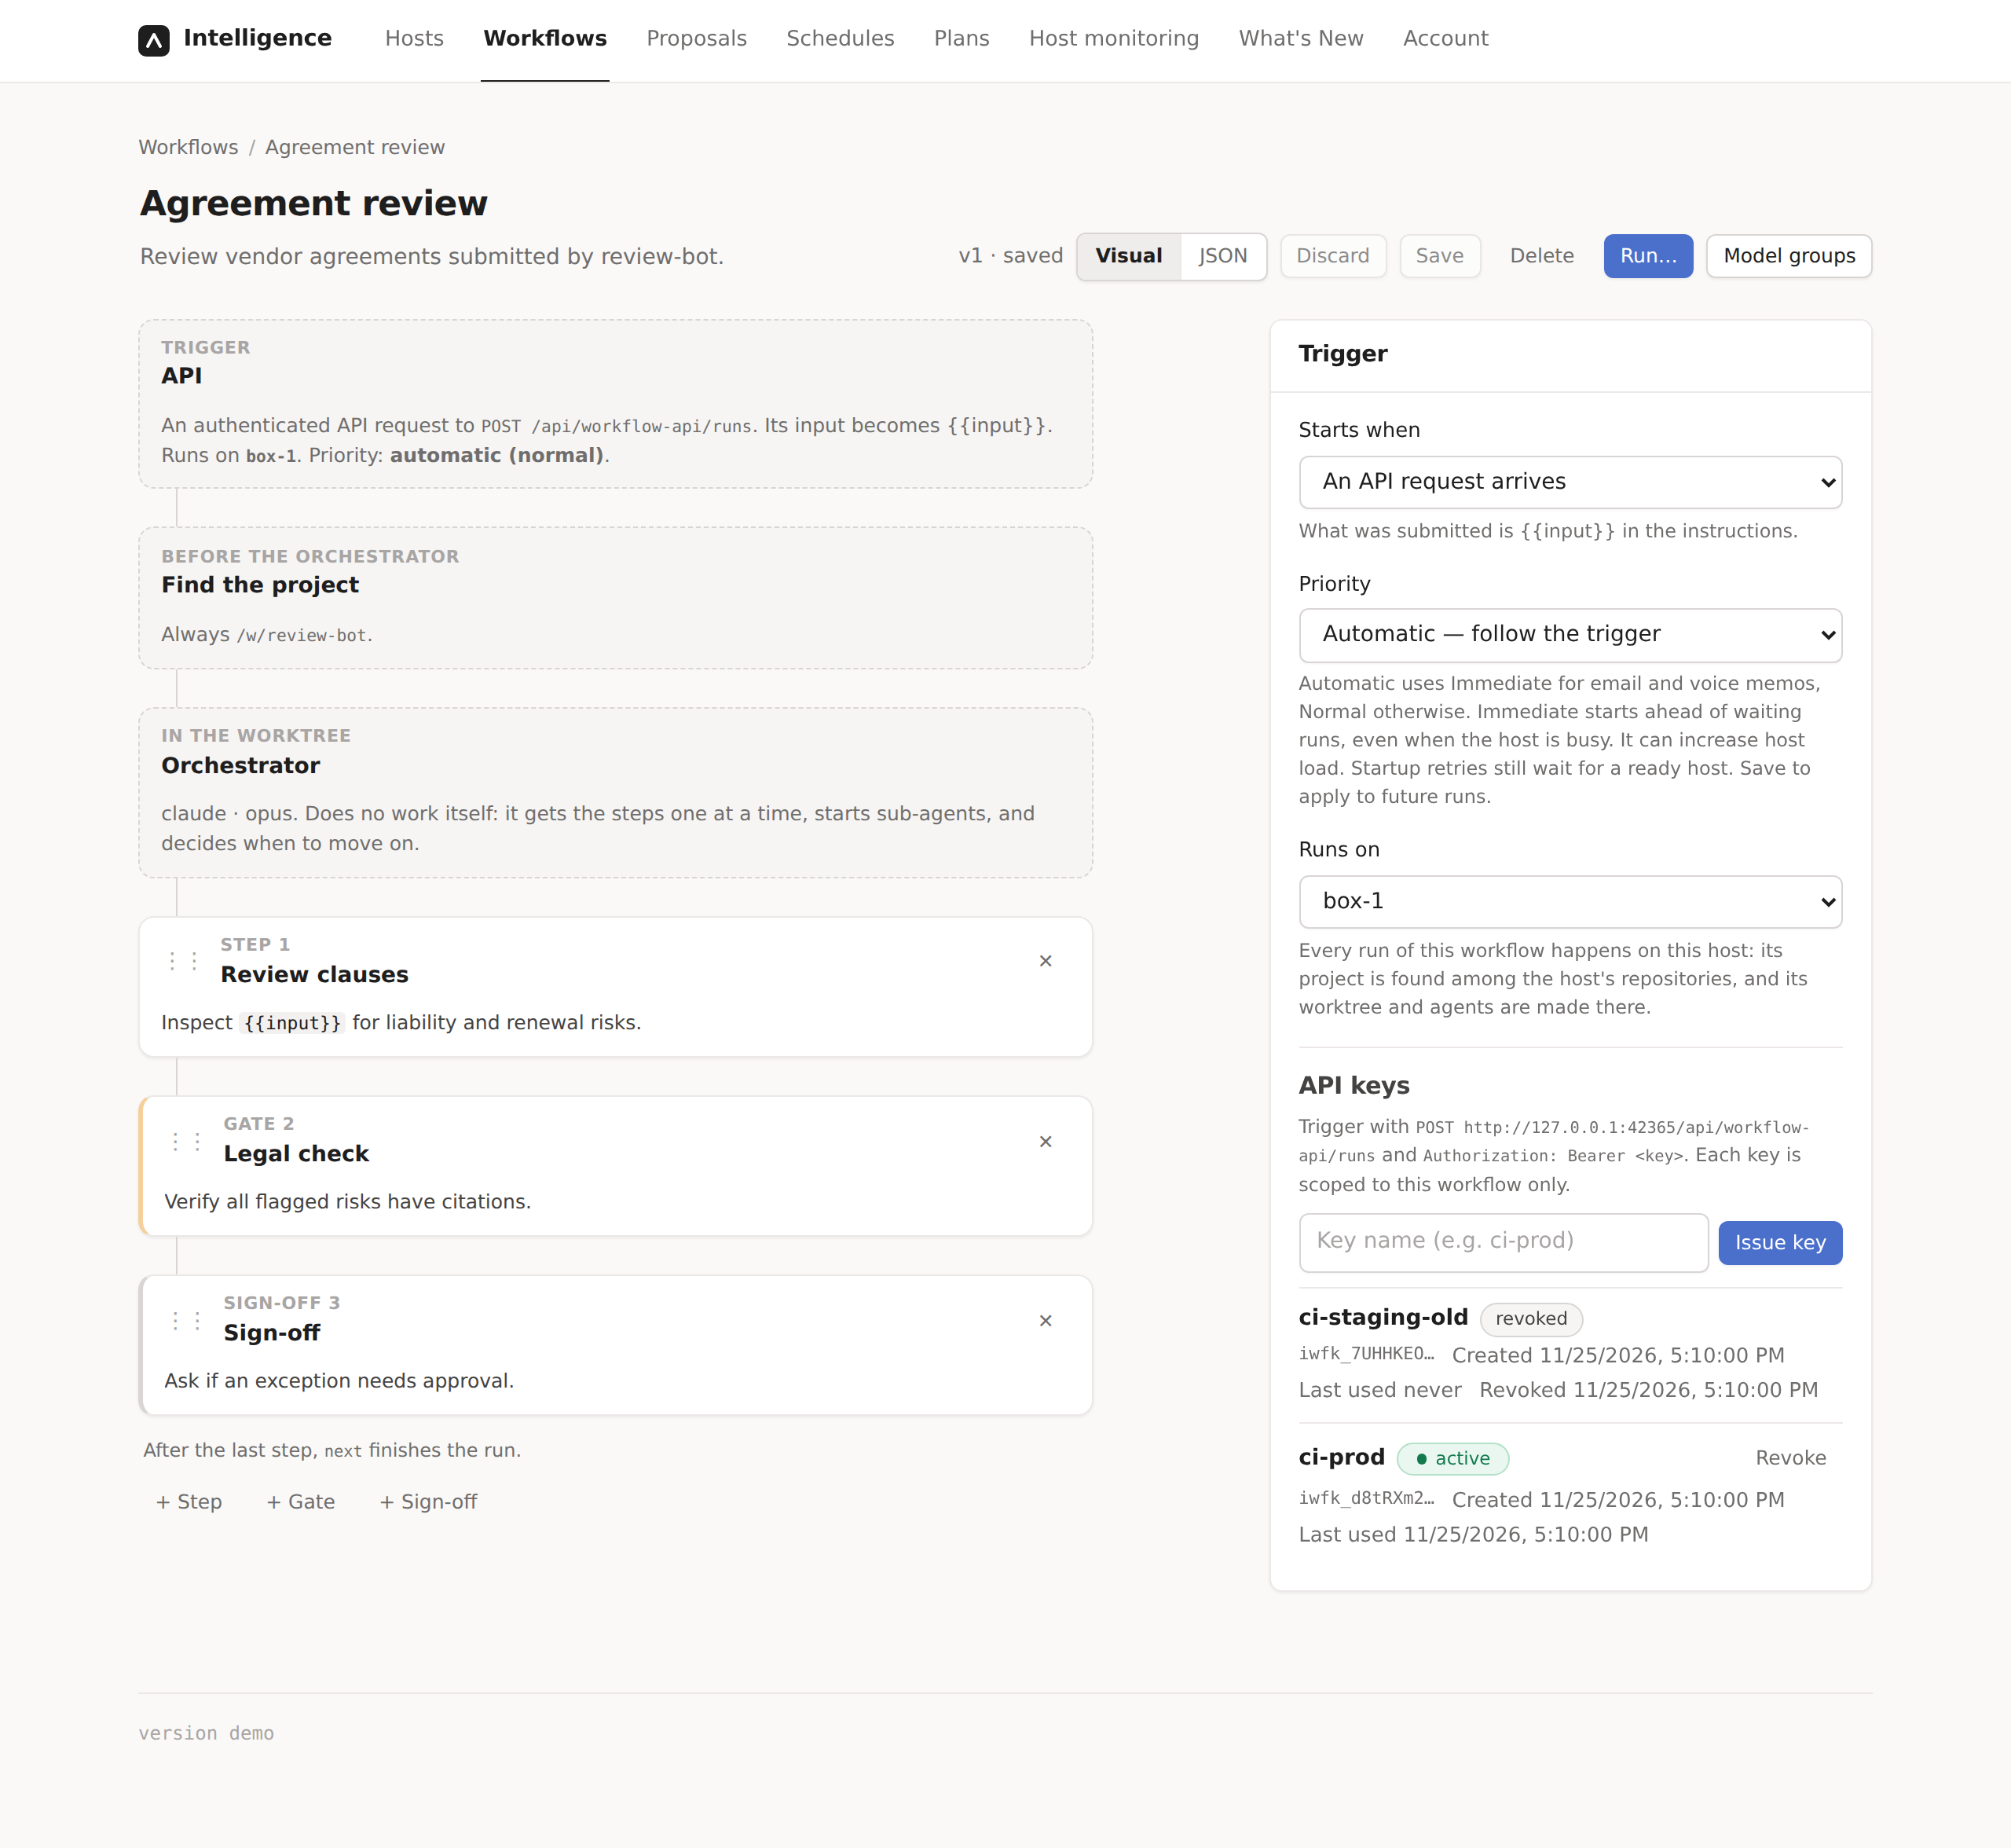 Intelligence Hosts Workflows Proposals Schedules Plans Host monitoring What's New Account
Workflows / Agreement review
Agreement review
Review vendor agreements submitted by review-bot.
v1 · saved Visual JSON Discard Save Delete Run... Model groups
TRIGGER
API
An authenticated API request to POST /api/workflow-api/runs. Its input becomes {{input}}.
Runs on box-1. Priority: automatic (normal).
BEFORE THE ORCHESTRATOR
Find the project
Always /w/review-bot.
IN THE WORKTREE
Orchestrator
claude · opus. Does no work itself: it gets the steps one at a time, starts sub-agents, and
decides when to move on.
STEP 1
Review clauses
✕
Inspect {{input}} for liability and renewal risks.
GATE 2
Legal check
✕
Verify all flagged risks have citations.
SIGN-OFF 3
Sign-off
✕
Ask if an exception needs approval.
After the last step, next finishes the run.
+ Step + Gate + Sign-off
Trigger
Starts when
An API request arrives
What was submitted is {{input}} in the instructions.
Priority
Automatic — follow the trigger
Automatic uses Immediate for email and voice memos,
Normal otherwise. Immediate starts ahead of waiting
runs, even when the host is busy. It can increase host
load. Startup retries still wait for a ready host. Save to
apply to future runs.
Runs on
box-1
Every run of this workflow happens on this host: its
project is found among the host's repositories, and its
worktree and agents are made there.
API keys
Trigger with POST http://127.0.0.1:42365/api/workflow-
api/runs and Authorization: Bearer <key>. Each key is
scoped to this workflow only.
Key name (e.g. ci-prod) Issue key
ci-staging-old revoked
iwfk_7UHHKEO… Created 11/25/2026, 5:10:00 PM
Last used never Revoked 11/25/2026, 5:10:00 PM
ci-prod active Revoke
iwfk_d8tRXm2… Created 11/25/2026, 5:10:00 PM
Last used 11/25/2026, 5:10:00 PM
version demo